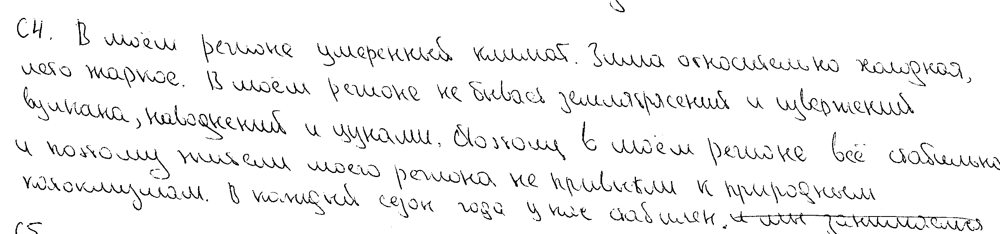 С4. В моём регионе умеренный климат. Зима относительно холодная,
лето жаркое. В моём регионе не бывает землятрясений и извержений
вулкана, наводнений и цунами. Поэтому в моём регионе всё стабильно
и поэтому жители моего региона не привыкли к природным
катоклизмам. В каждый сезон года у нас стабилен. и мы занимаемся
С5